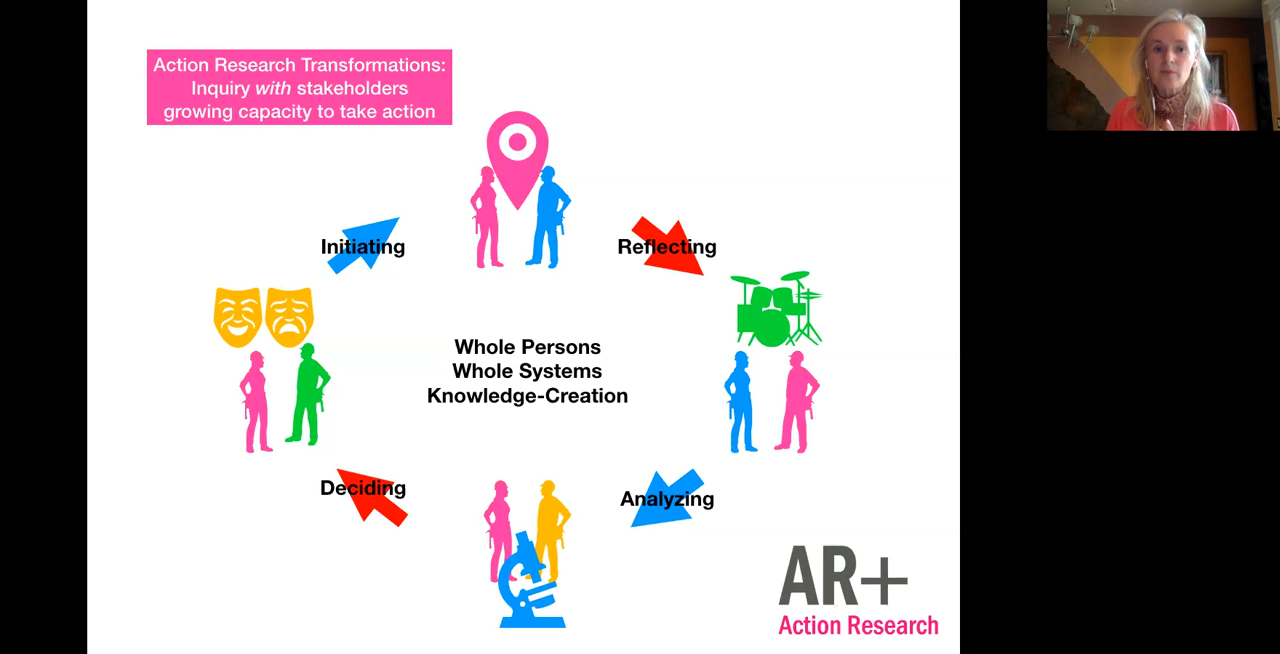 Action Research Transformations:
Inquiry with stakeholders
growing capacity to take action
Initiating
Reflecting
Whole Persons
Whole Systems
Knowledge-Creation
Deciding
Analyzing
AR+
Action Research